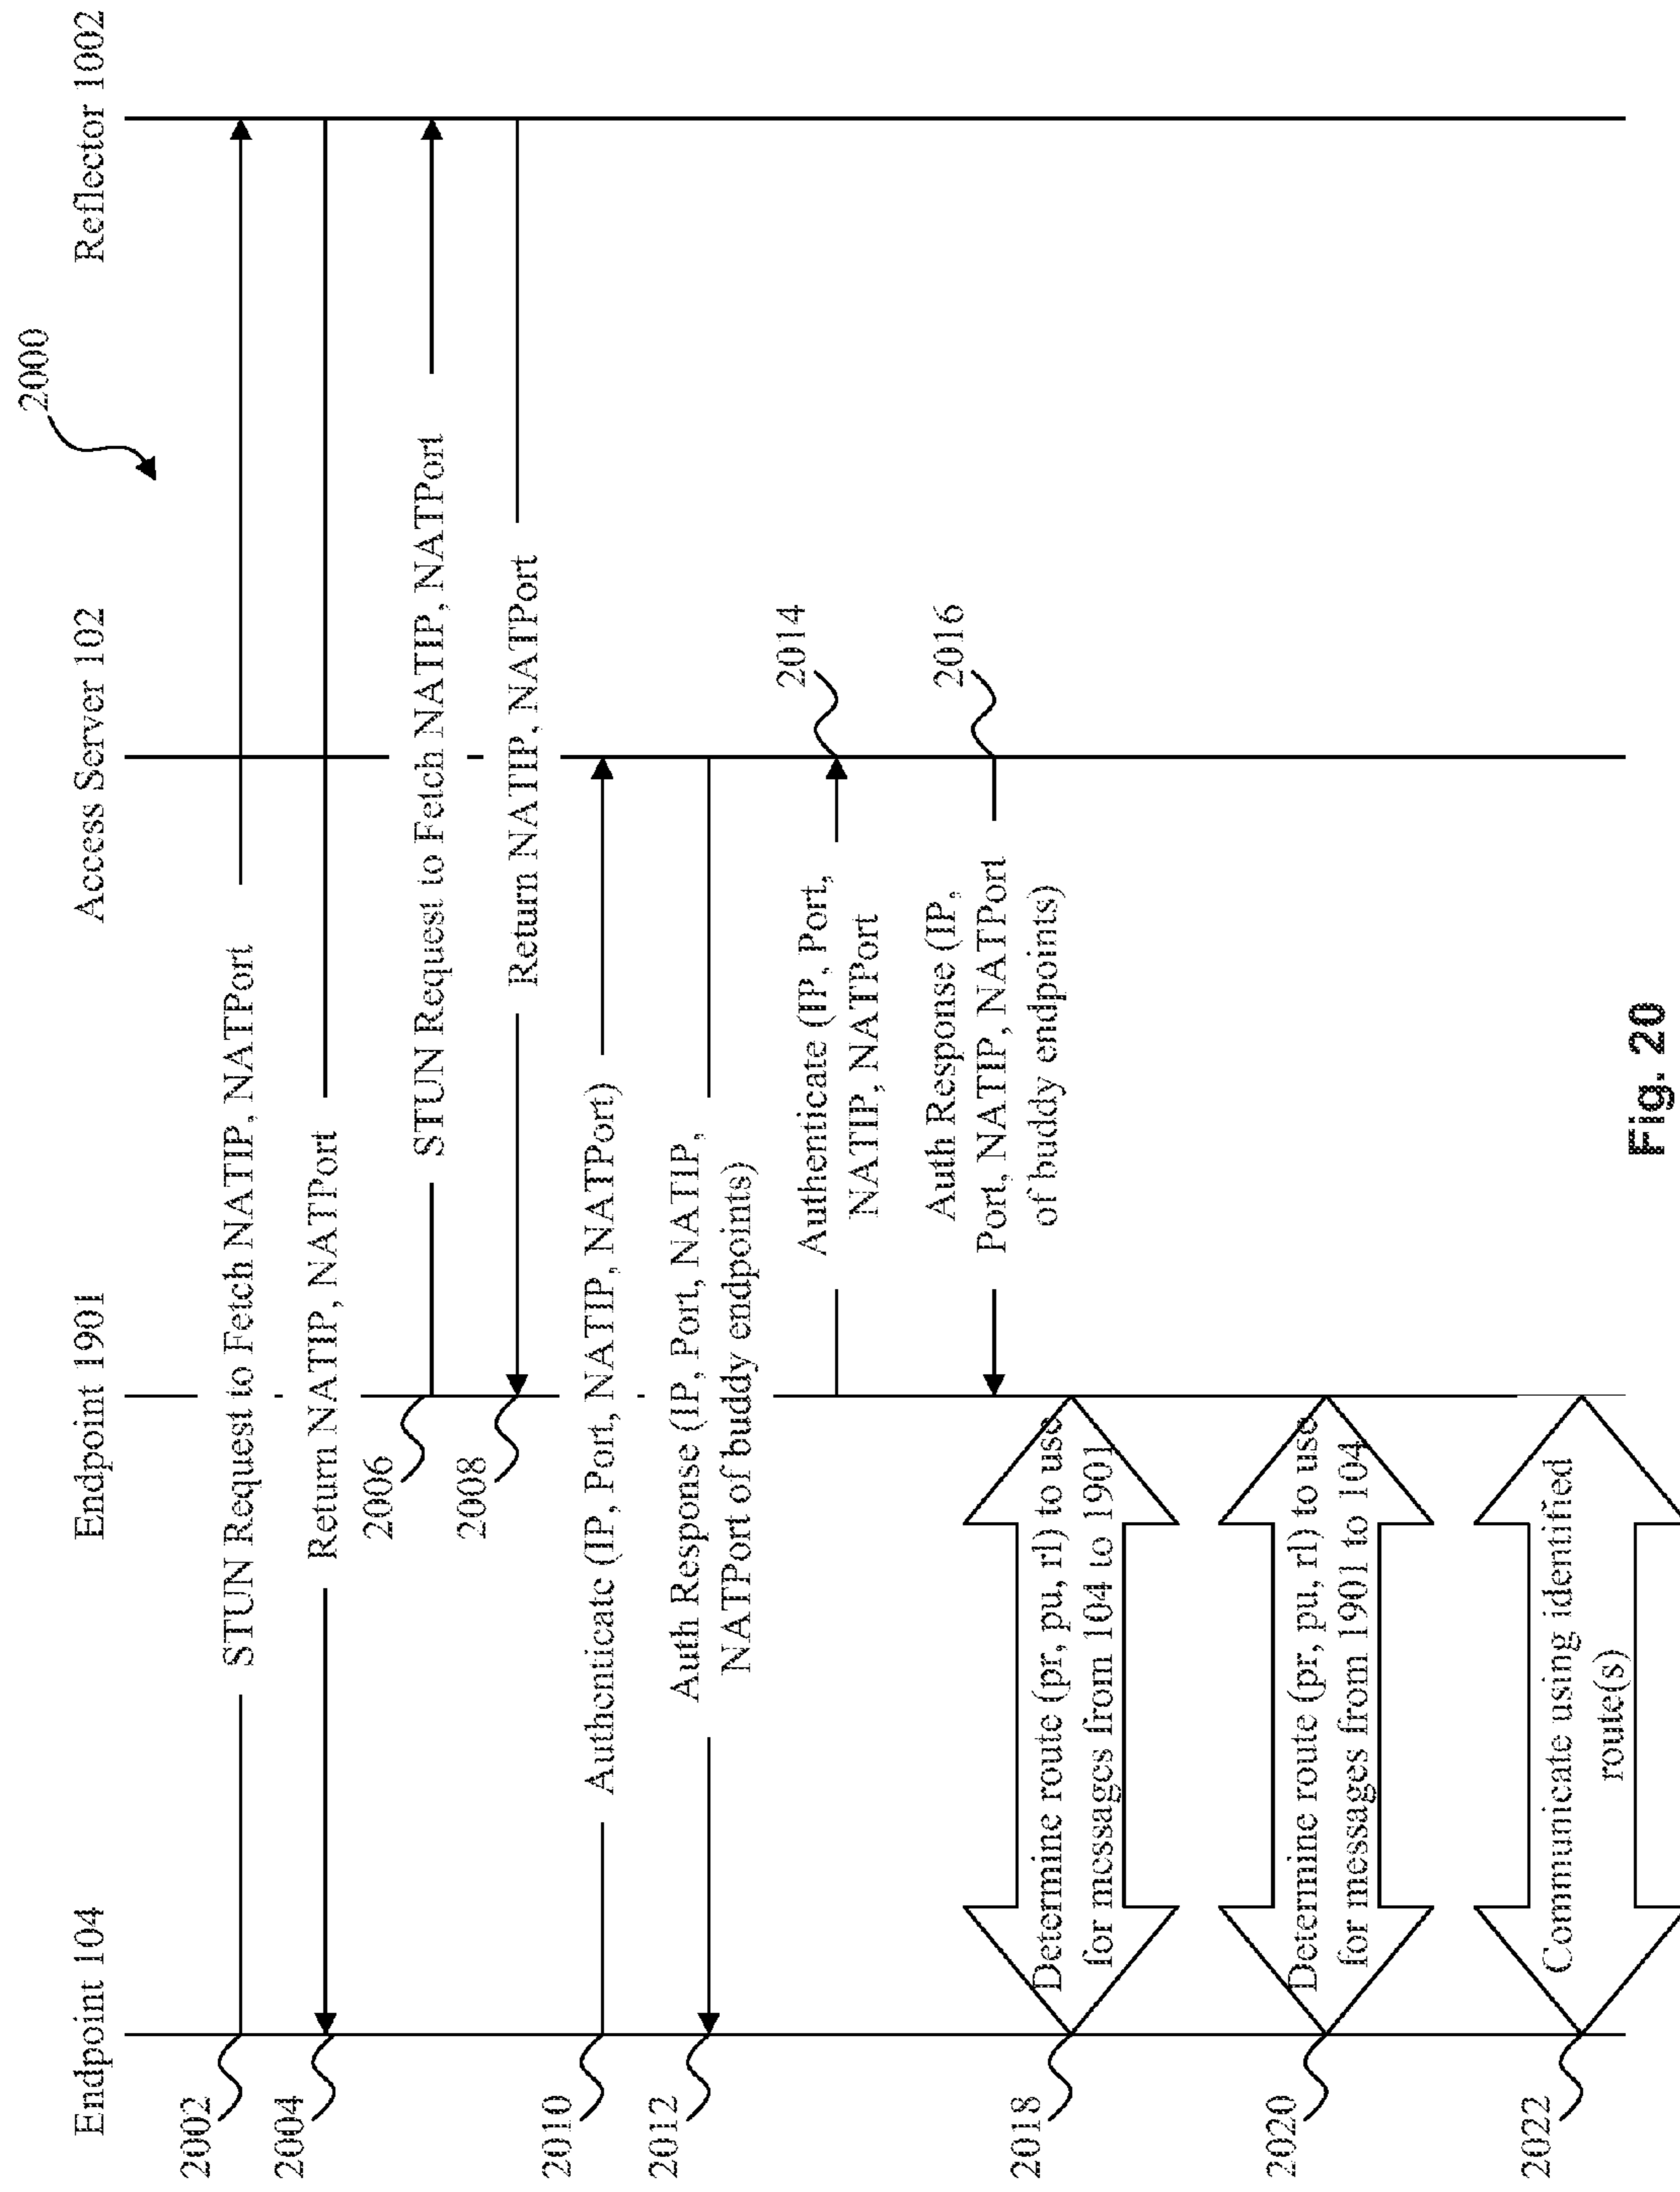 2000
Endpoint 104
Endpoint 1901
Access Server 102
Reflector 1002
2002
STUN Request to Fetch NATIP, NATPort
2004
Return NATIP, NATPort
2006
STUN Request to Fetch NATIP, NATPort
2008
Return NATIP, NATPort
2010
Authenticate (IP, Port, NATIP, NATPort)
2012
Auth Response (IP, Port, NATIP,
NATPort of buddy endpoints)
2014
Authenticate (IP, Port,
NATIP, NATPort
2016
Auth Response (IP,
Port, NATIP, NATPort
of buddy endpoints)
2018
Determine route (pr, pu, rl) to use
for messages from 104 to 1901
2020
Determine route (pr, pu, rl) to use
for messages from 1901 to 104
2022
Communicate using identified
route(s)
Fig. 20